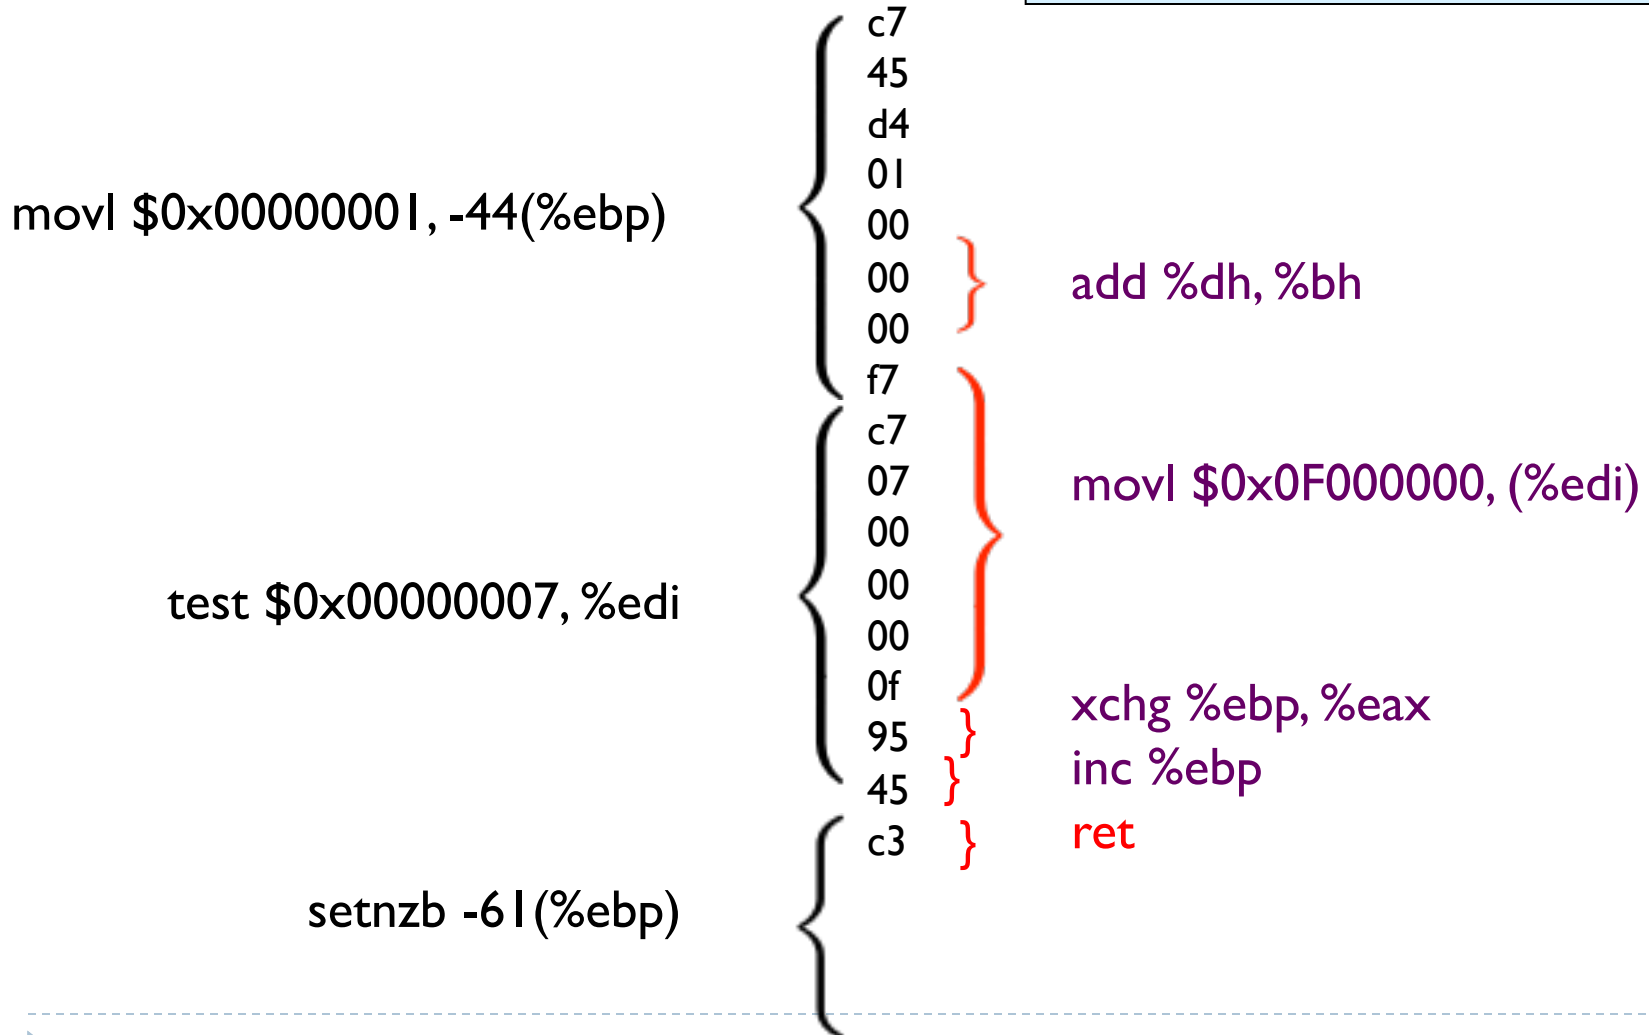 movl $0x00000001, -44(%ebp)
test $0x00000007, %edi
setnzb -61(%ebp)
c7
45
d4
01
00
00
00
f7
c7
07
00
00
00
0f
95
45
c3
add %dh, %bh
movl $0x0F000000, (%edi)
xchg %ebp, %eax
inc %ebp
ret